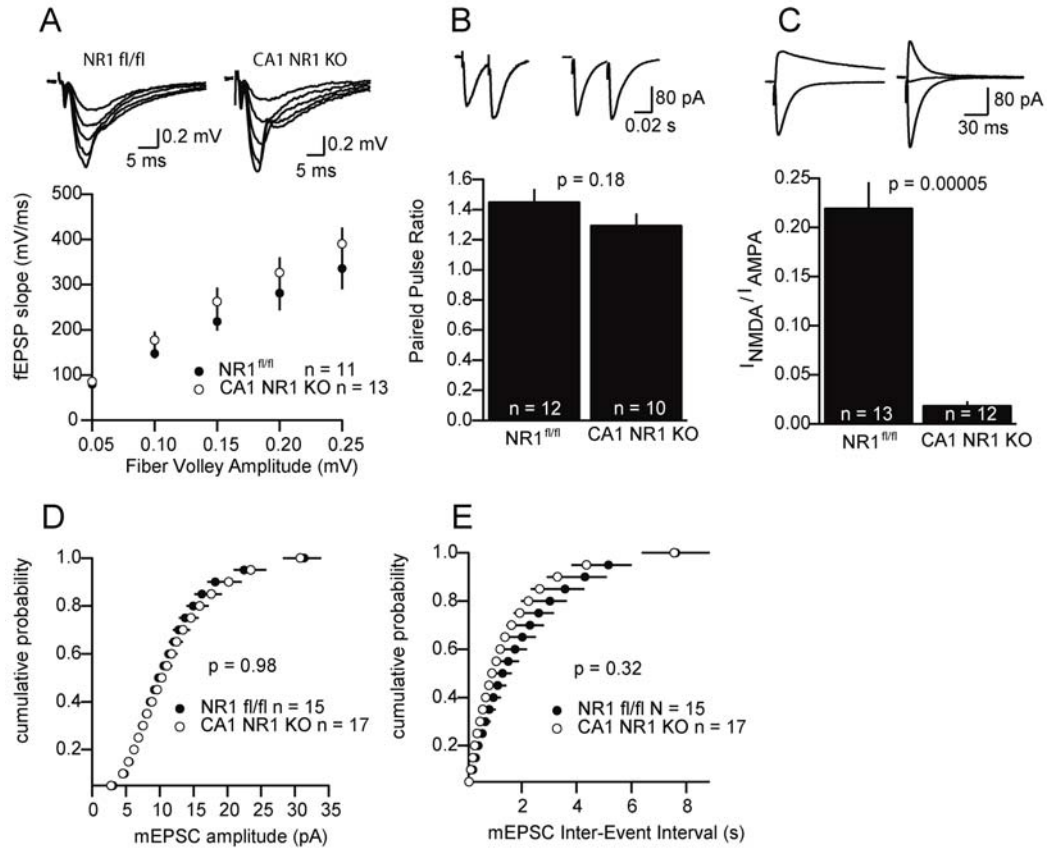 A
NR1 fl/fl
CA1 NR1 KO
0.2 mV
5 ms
0.2 mV
5 ms
500
400
300
200
100
0
fEPSP slope (mV/ms)
NR1fl/fl n = 11
CA1 NR1 KO n = 13
0.05 0.10 0.15 0.20 0.25
Fiber Volley Amplitude (mV)
B
80 pA
0.02 s
1.6
1.4
1.2
1.0
0.8
0.6
0.4
0.2
0.0
Paireld Pulse Ratio
p = 0.18
n = 12
n = 10
NR1fl/fl
CA1 NR1 KO
C
80 pA
30 ms
0.25
0.20
0.15
0.10
0.05
0.00
INMDA/IAMPA
p = 0.00005
n = 13
n = 12
NR1fl/fl
CA1 NR1 KO
D
1.0
0.8
0.6
0.4
0.2
cumulative probability
p = 0.98
NR1 fl/fl n = 15
CA1 NR1 KO n = 17
0 5 10 15 20 25 30 35
mEPSC amplitude (pA)
E
1.0
0.8
0.6
0.4
0.2
cumulative probability
p = 0.32
NR1 fl/fl N = 15
CA1 NR1 KO n = 17
2 4 6 8
mEPSC Inter-Event Interval (s)